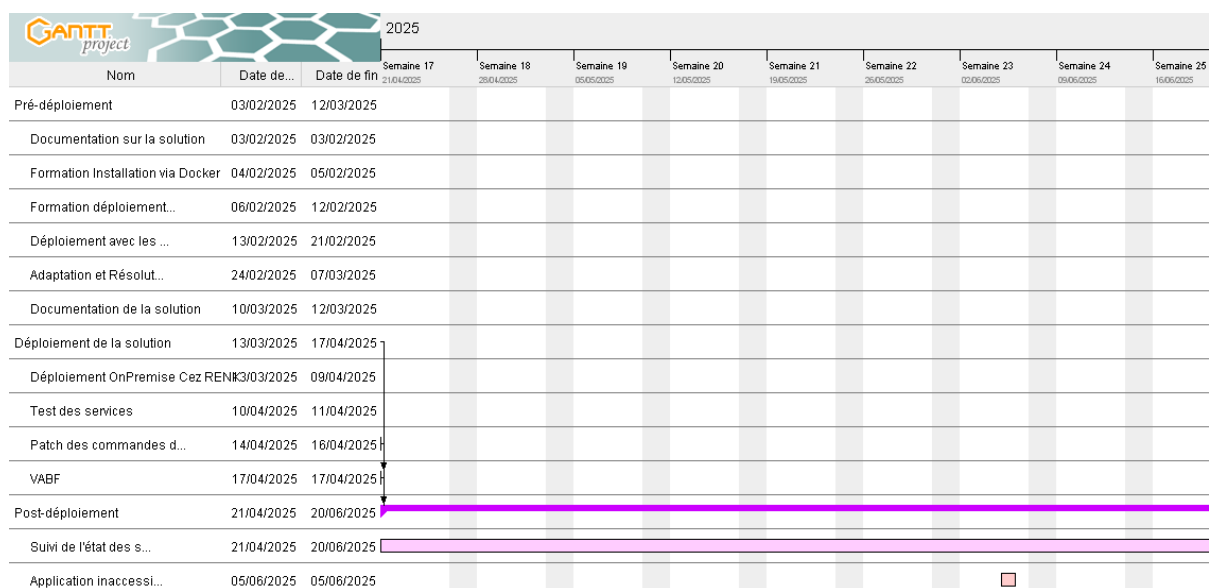 GANTT project
2025
Nom Date de... Date de fin
Semaine 17 Semaine 18 Semaine 19 Semaine 20 Semaine 21 Semaine 22 Semaine 23 Semaine 24 Semaine 25
21/04/2025 28/04/2025 05/05/2025 12/05/2025 19/05/2025 26/05/2025 02/06/2025 09/06/2025 16/06/2025
Pré-déploiement 03/02/2025 12/03/2025
Documentation sur la solution 03/02/2025 03/02/2025
Formation Installation via Docker 04/02/2025 05/02/2025
Formation déploiement... 06/02/2025 12/02/2025
Déploiement avec les ... 13/02/2025 21/02/2025
Adaptation et Résolut... 24/02/2025 07/03/2025
Documentation de la solution 10/03/2025 12/03/2025
Déploiement de la solution 13/03/2025 17/04/2025
Déploiement OnPremise Cez 3/03/2025 09/04/2025
Test des services 10/04/2025 11/04/2025
Patch des commandes d... 14/04/2025 16/04/2025
VABF 17/04/2025 17/04/2025
Post-déploiement 21/04/2025 20/06/2025
Suivi de l'état des s... 21/04/2025 20/06/2025
Application inaccessi... 05/06/2025 05/06/2025